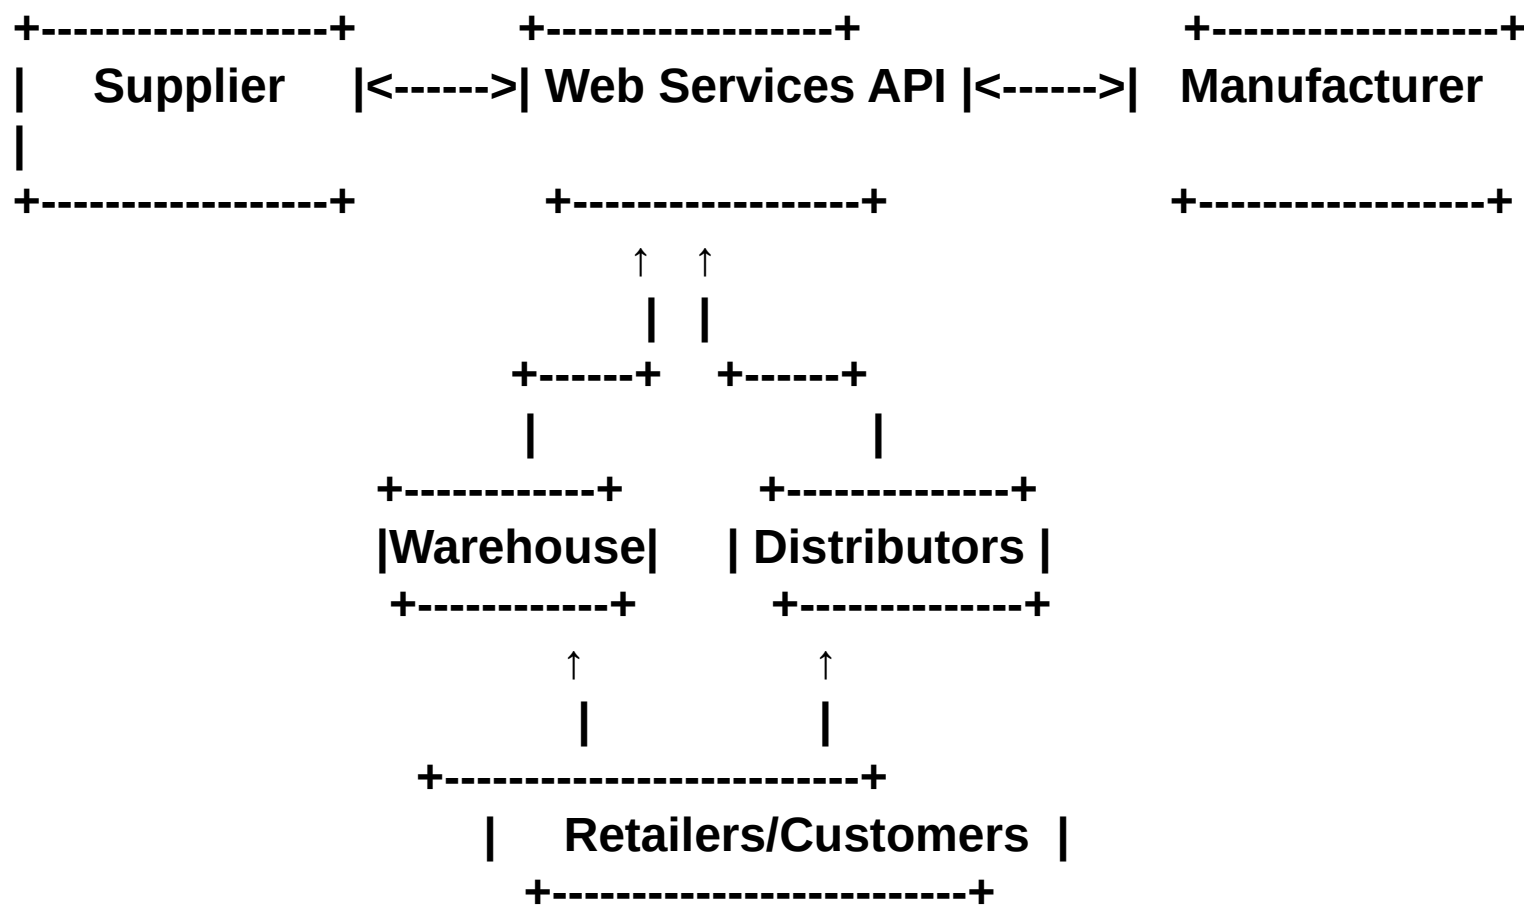 +------------------+ +------------------+ +------------------+
| Supplier |<------>| Web Services API |<------>| Manufacturer
|
+------------------+ +------------------+ +------------------+
↑ ↑
| |
+------+ +------+
| |
+------------+ +--------------+
|Warehouse| | Distributors |
+------------+ +--------------+
↑ ↑
| |
+--------------------------+
| Retailers/Customers |
+--------------------------+